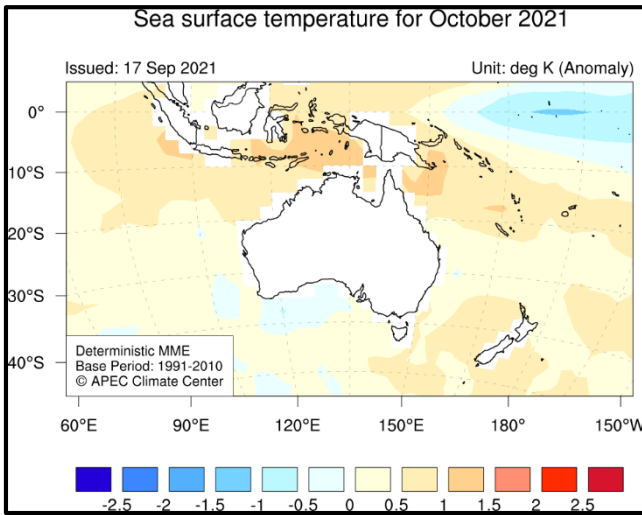 Sea surface temperature for October 2021
Issued: 17 Sep 2021 Unit: deg K (Anomaly)
0°
10°S
20°S
30°S
40°S
Deterministic MME
Base Period: 1991-2010
© APEC Climate Center
60°E 90°E 120°E 150°E 180° 150°W
-2.5 -2 -1.5 -1 -0.5 0 0.5 1 1.5 2 2.5